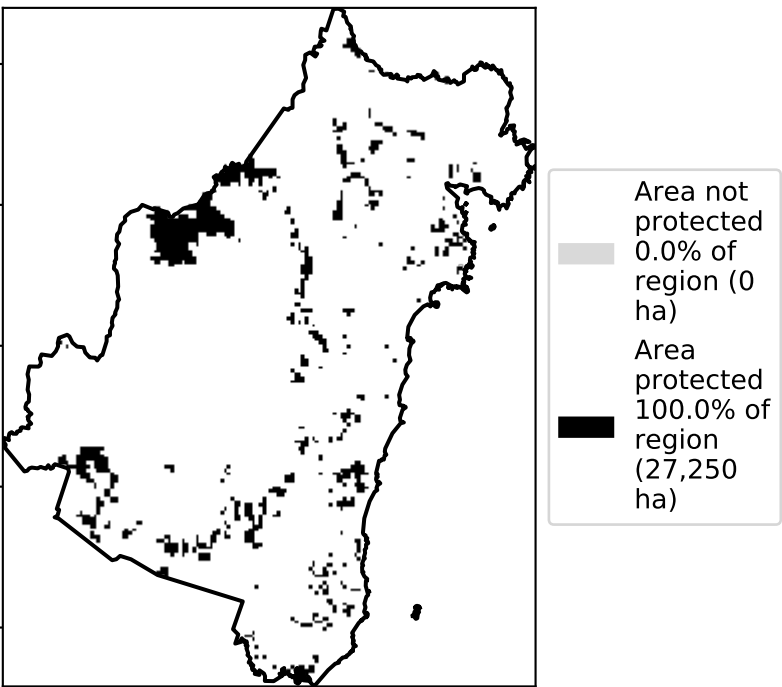 Area not
protected
0.0% of
region (0
ha)
Area
protected
100.0% of
region
(27,250
ha)